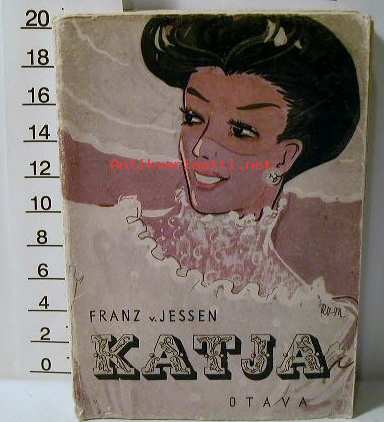 20
18
16
14
12
10
8
6
4
2
0
Antikvariaatti.net
FRANZ v. JESSEN
KATJA
OTAVA